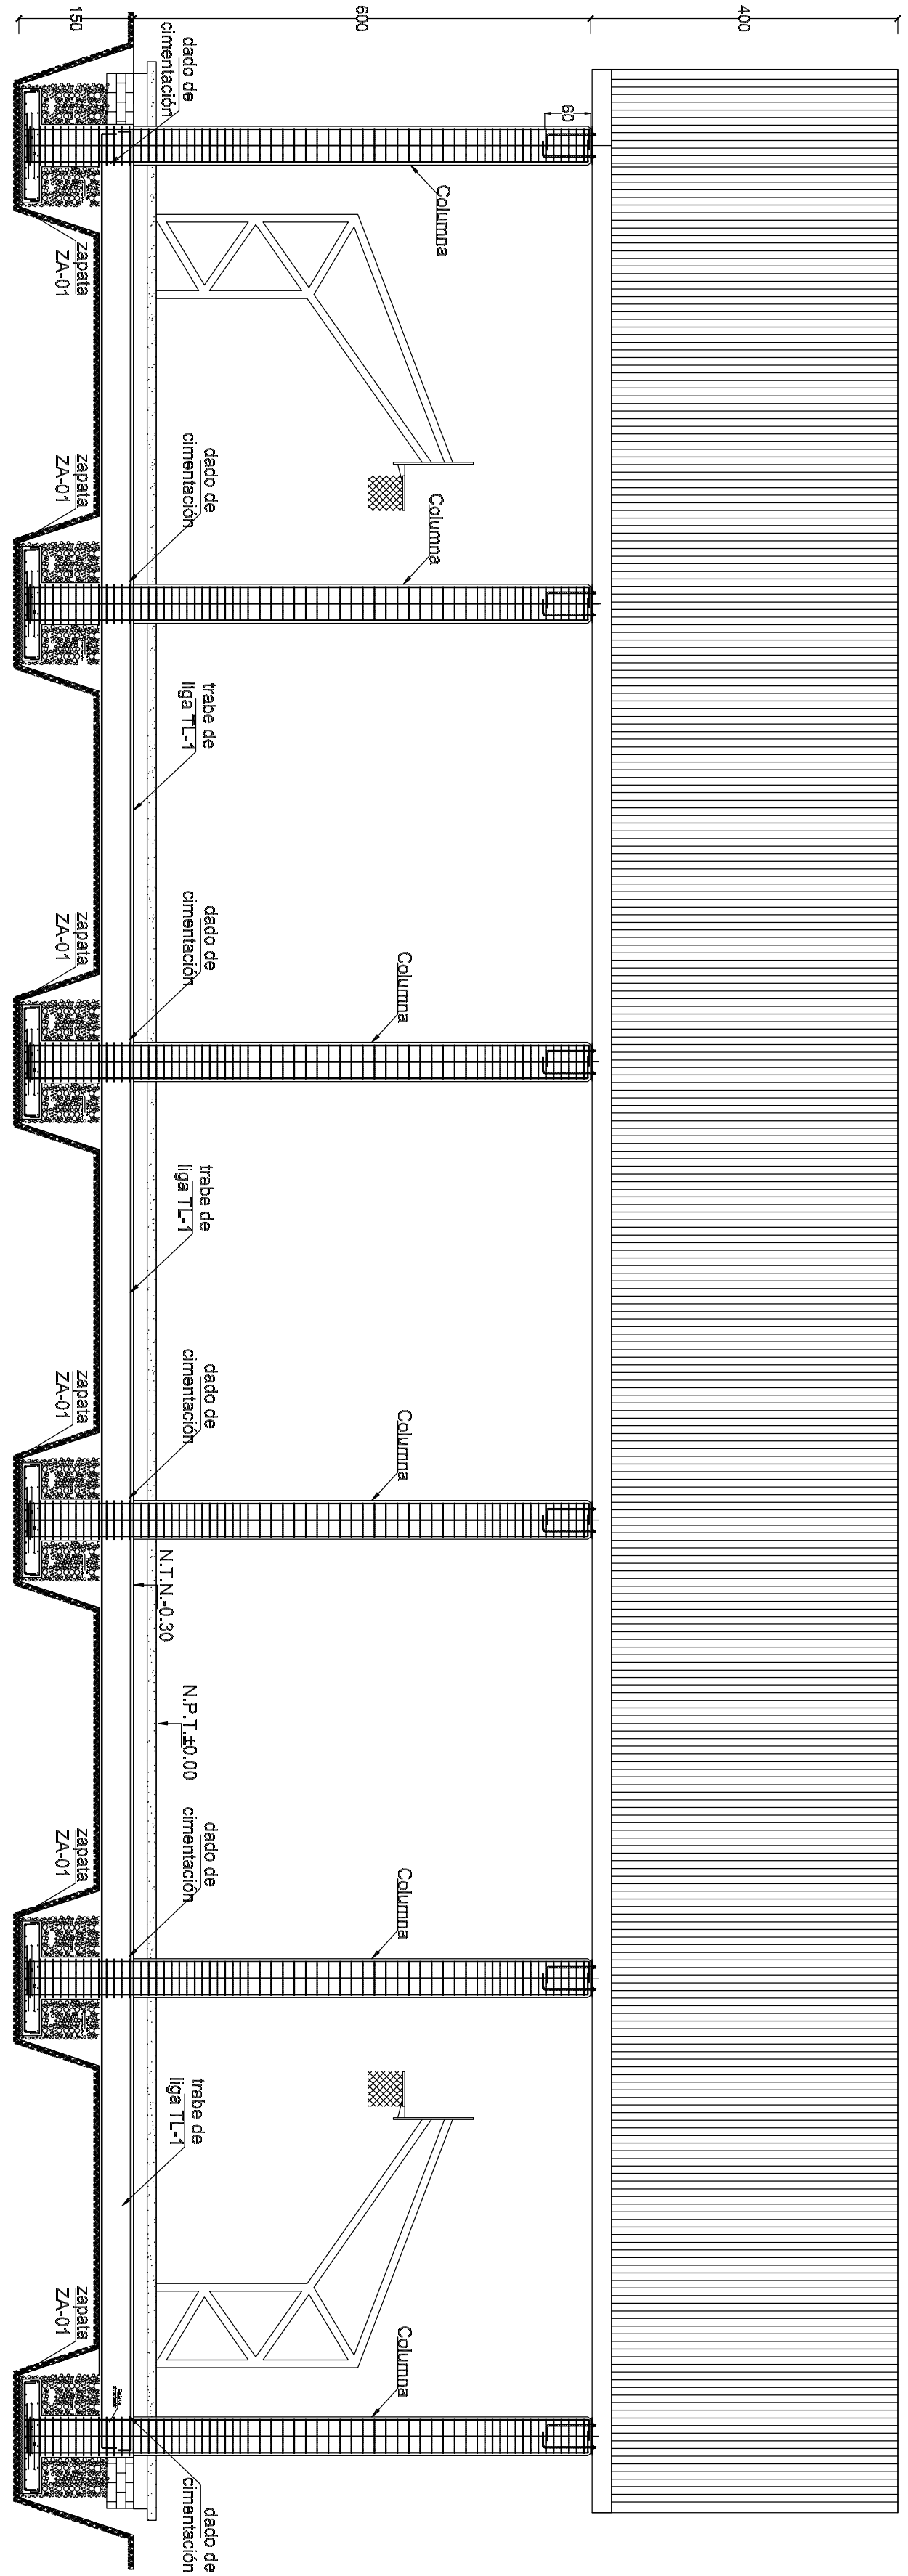 400
600
60
150
Columna
Columna
Columna
Columna
Columna
Columna
dado de
cimentación
dado de
cimentación
trabe de
liga TL-1
dado de
cimentación
trabe de
liga TL-1
dado de
cimentación
N.T.N.-0.30
N.P.T.±0.00
dado de
cimentación
trabe de
liga TL-1
dado de
cimentación
zapata
ZA-01
zapata
ZA-01
zapata
ZA-01
zapata
ZA-01
zapata
ZA-01
zapata
ZA-01